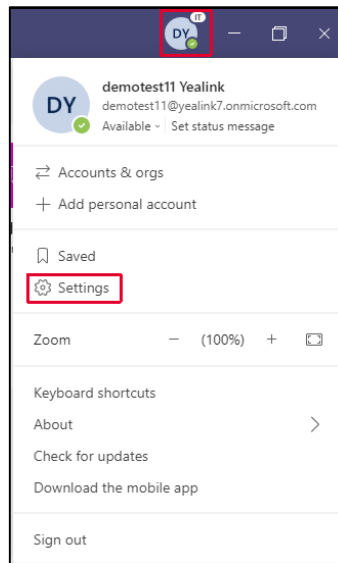 DY IT
DY
demotest11 Yealink
demotest11@yealink7.onmicrosoft.com
Available Set status message
Accounts & orgs
Add personal account
Saved
Settings
Zoom − (100%) +
Keyboard shortcuts
About
Check for updates
Download the mobile app
Sign out